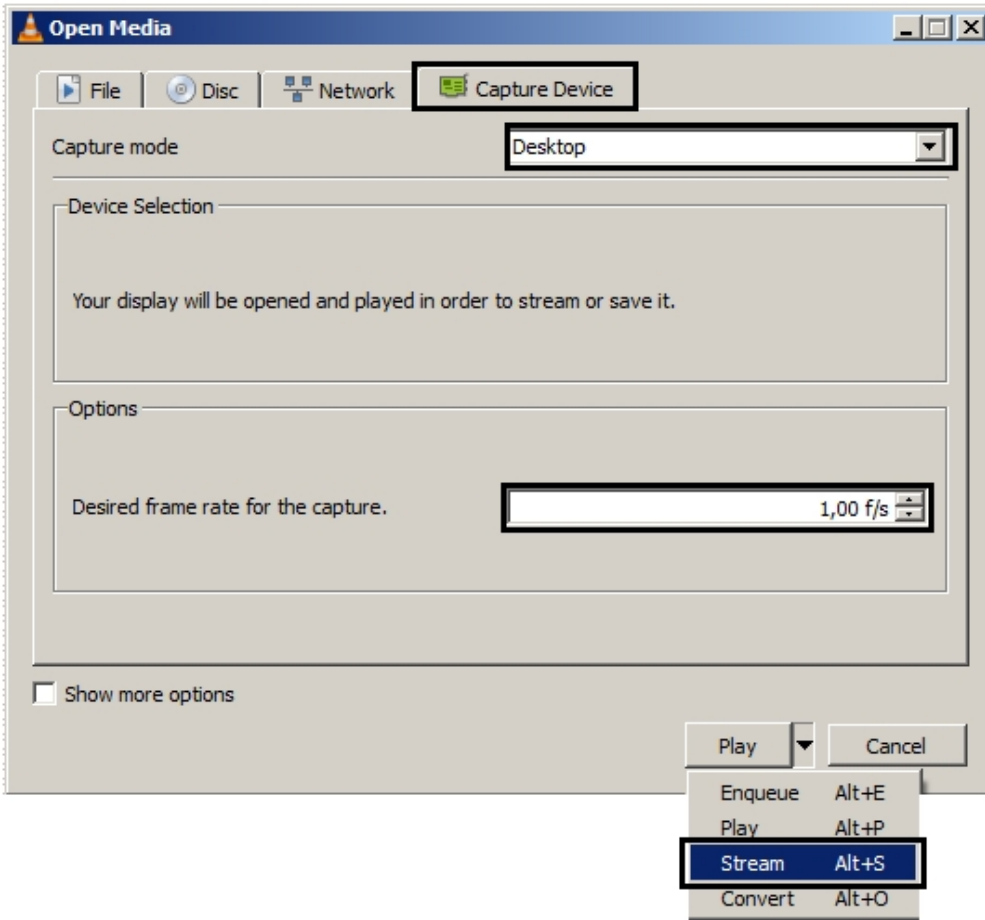 Open Media
File Disc Network Capture Device
Capture mode Desktop
Device Selection
Your display will be opened and played in order to stream or save it.
Options
Desired frame rate for the capture. 1,00 f/s
Show more options
Play Cancel
Enqueue Alt+E
Play Alt+P
Stream Alt+S
Convert Alt+O